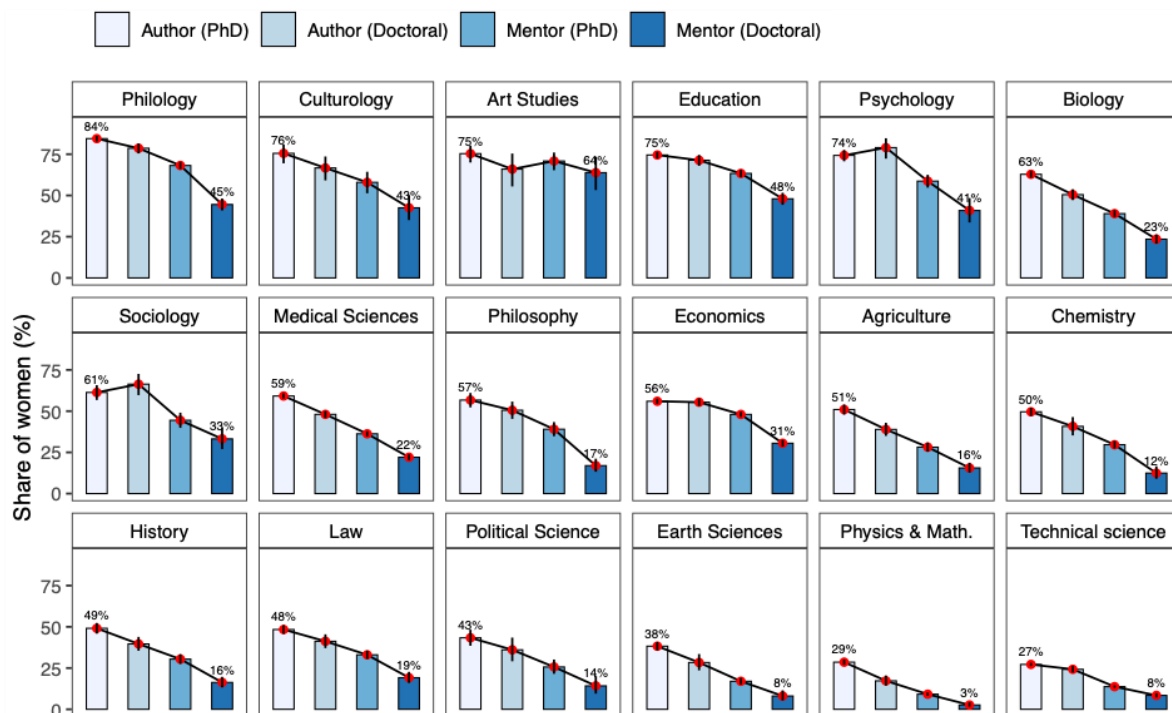 Author (PhD) Author (Doctoral) Mentor (PhD) Mentor (Doctoral)
Share of women (%)
Philology Culturology Art Studies Education Psychology Biology
84% 45% 76% 43% 75% 64% 75% 48% 74% 41% 63% 23%
75
50
25
0
Sociology Medical Sciences Philosophy Economics Agriculture Chemistry
61% 33% 59% 22% 57% 17% 56% 31% 51% 16% 50% 12%
75
50
25
0
History Law Political Science Earth Sciences Physics & Math. Technical science
49% 16% 48% 19% 43% 14% 38% 8% 29% 3% 27% 8%
75
50
25
0